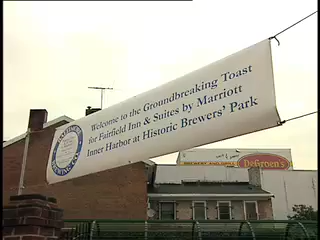 Welcome to the Groundbreaking Toast
for Fairfield Inn & Suites by Marriott
Inner Harbor at Historic Brewers' Park
DeGroen's